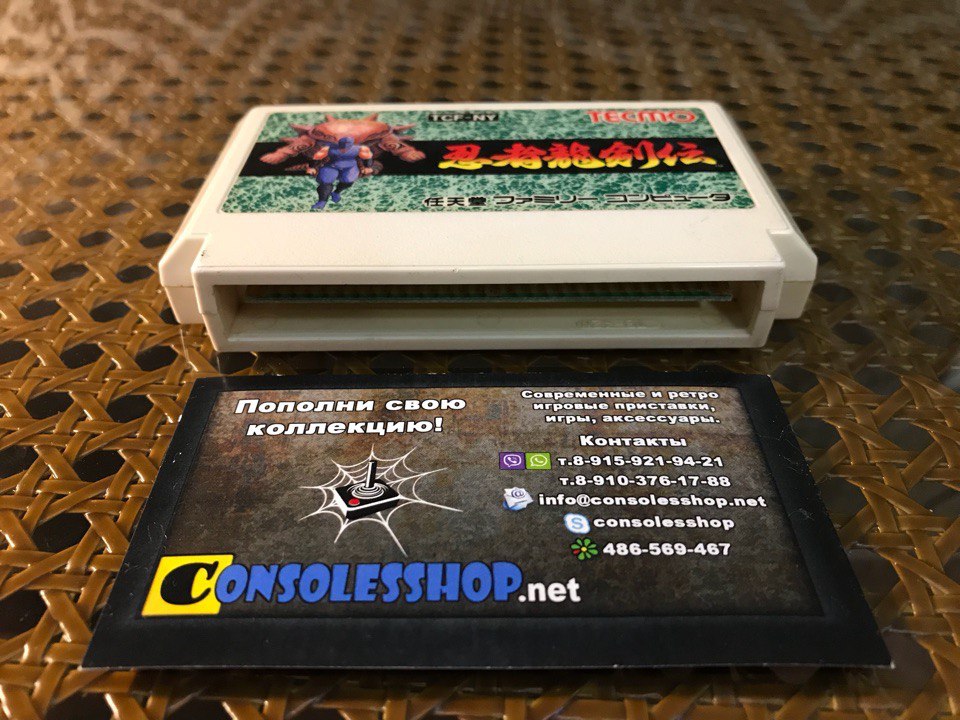 TCF-NY
TECMO
忍者龍剣伝
任天堂 ファミリー コンピュータ
Пополни свою
коллекцию!
Современные и ретро
игровые приставки,
игры, аксессуары.
Контакты
т.8-915-921-94-21
т.8-910-376-17-88
info@consolesshop.net
consolesshop
486-569-467
CONSOLESSHOP.net